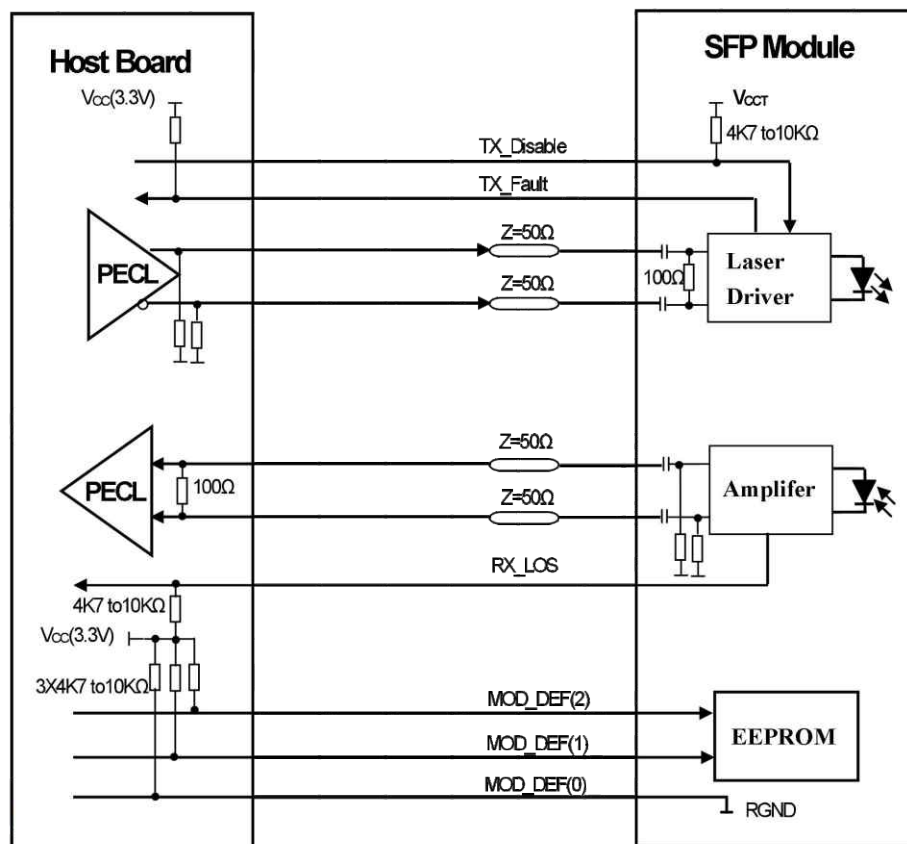 Host Board
SFP Module
VCC(3.3V)
VCCT
4K7 to10KΩ
TX_Disable
TX_Fault
Z=50Ω
PECL
100Ω
Laser
Driver
Z=50Ω
Z=50Ω
PECL
100Ω
Amplifer
Z=50Ω
RX_LOS
4K7 to10KΩ
VCC(3.3V)
3X4K7 to10KΩ
MOD_DEF(2)
EEPROM
MOD_DEF(1)
MOD_DEF(0)
RGND